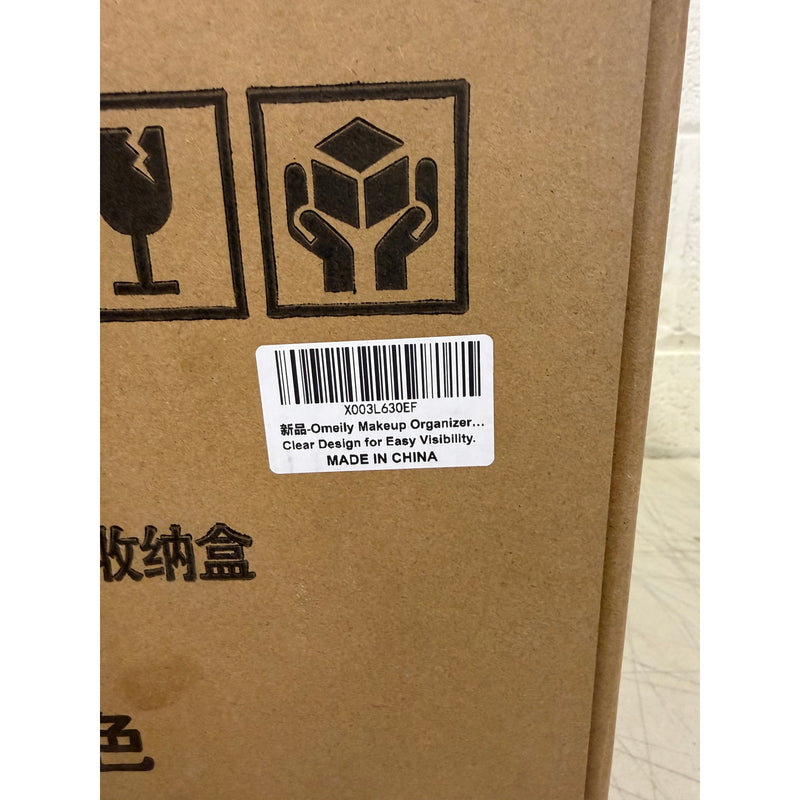 X003L630EF
新品-Omeily Makeup Organizer...
Clear Design for Easy Visibility.
MADE IN CHINA
收纳盒
色